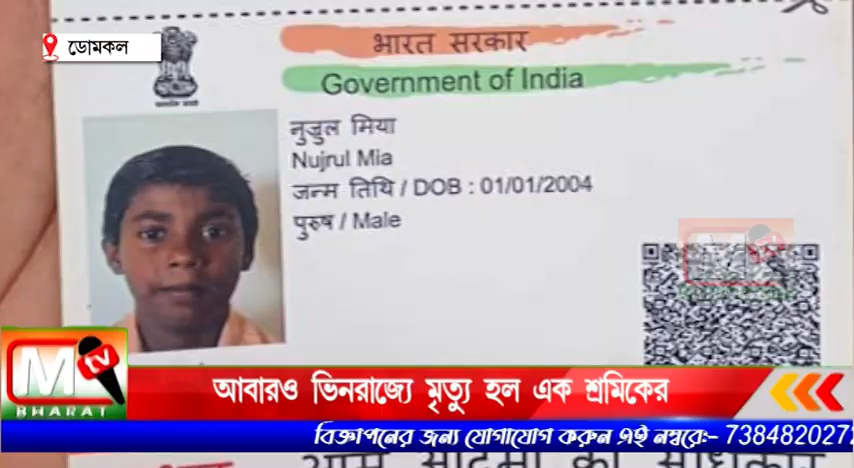 ডোমকল
भारत सरकार
Government of India
नुजुल मिया
Nujrul Mia
जन्म तिथि / DOB : 01/01/2004
पुरुष / Male
M tv
BHARAT
আবারও ভিনরাজ্যে মৃত্যু হল এক শ্রমিকের
বিজ্ঞাপনের জন্য যোগাযোগ করুন এই নম্বরে:- 7384820272